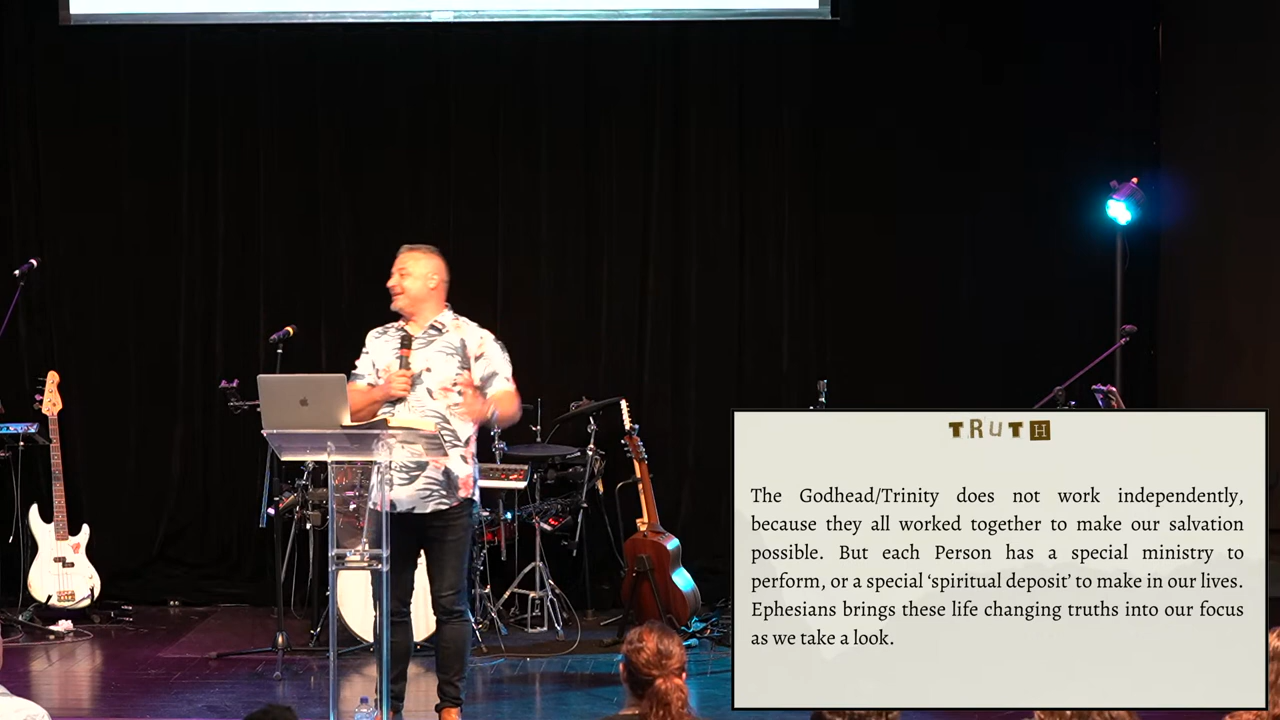 TRUTH
The Godhead/Trinity does not work independently,
because they all worked together to make our salvation
possible. But each Person has a special ministry to
perform, or a special ‘spiritual deposit’ to make in our lives.
Ephesians brings these life changing truths into our focus
as we take a look.